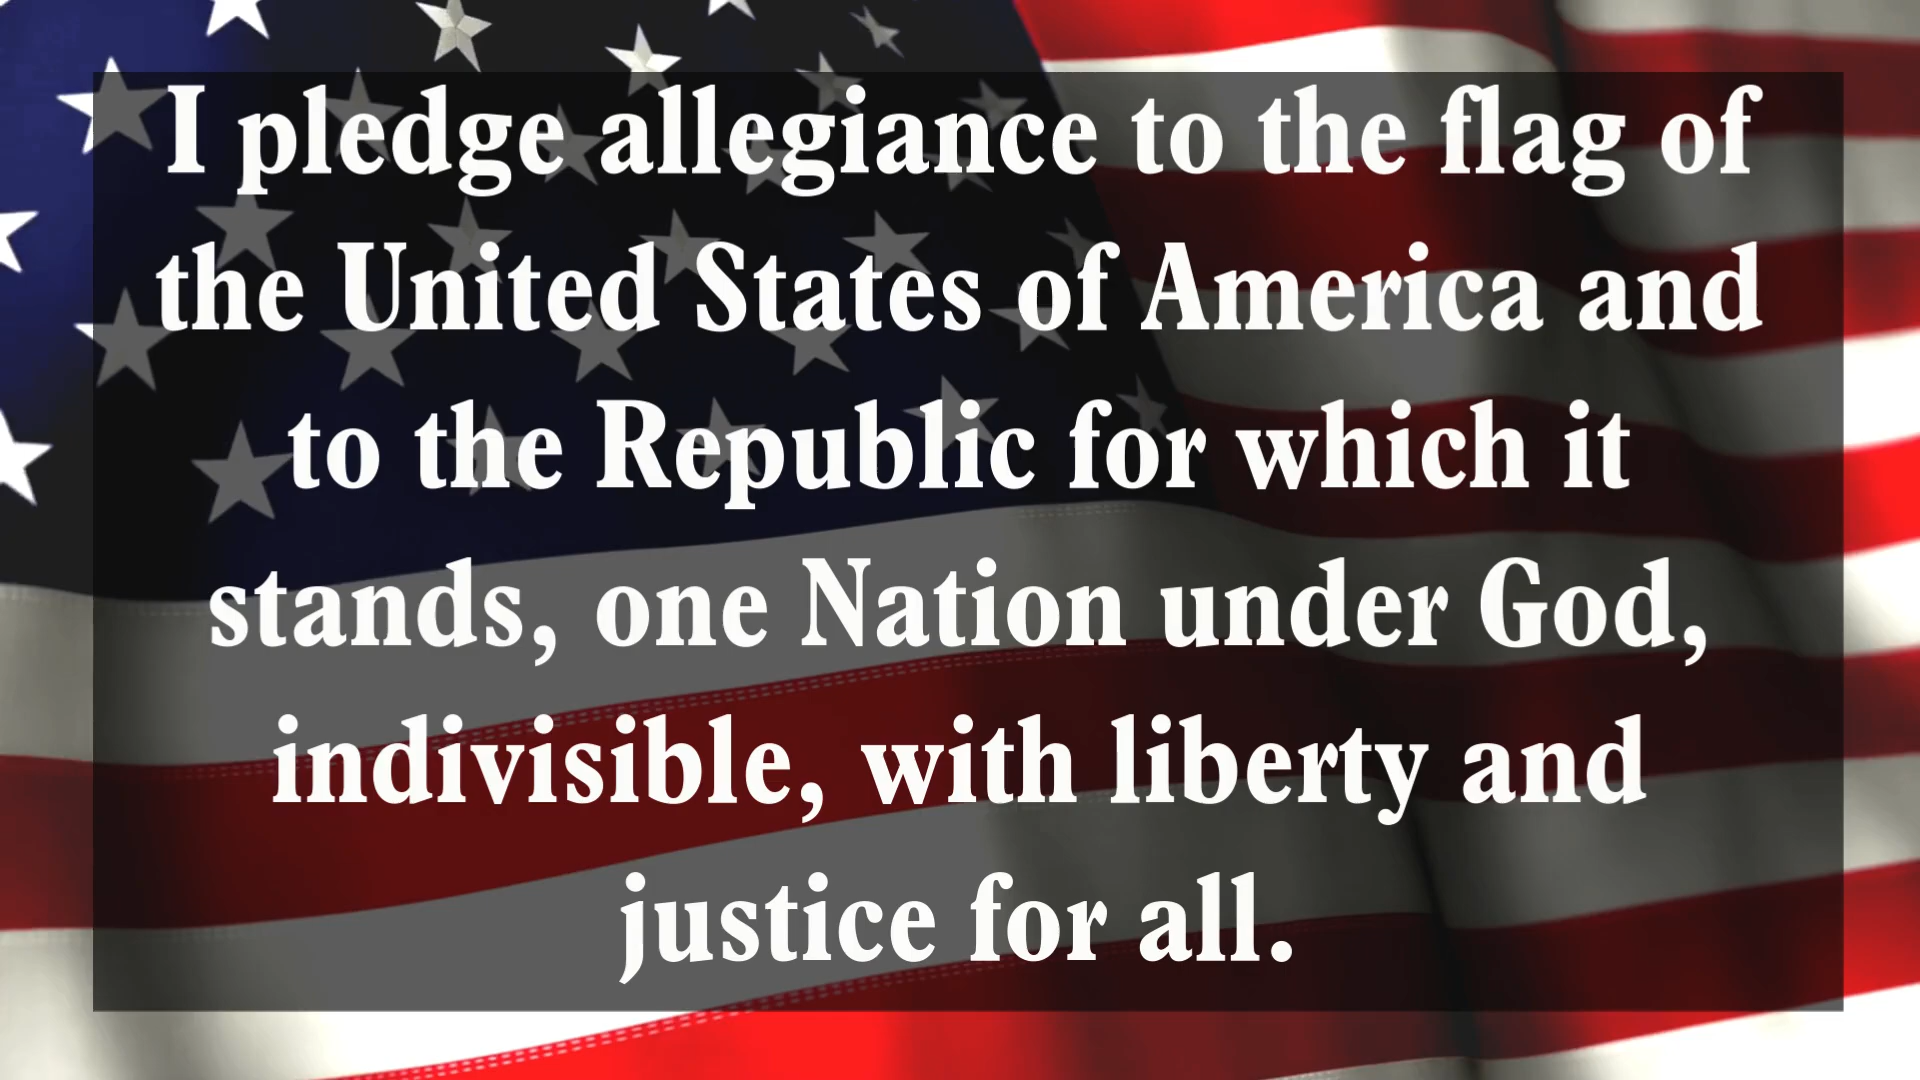 I pledge allegiance to the flag of
the United States of America and
to the Republic for which it
stands, one Nation under God,
indivisible, with liberty and
justice for all.